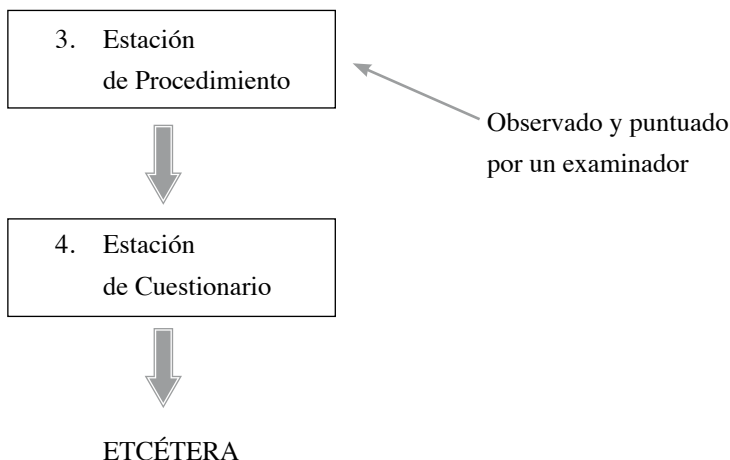 3. Estación
de Procedimiento
Observado y puntuado
por un examinador
4. Estación
de Cuestionario
ETCÉTERA